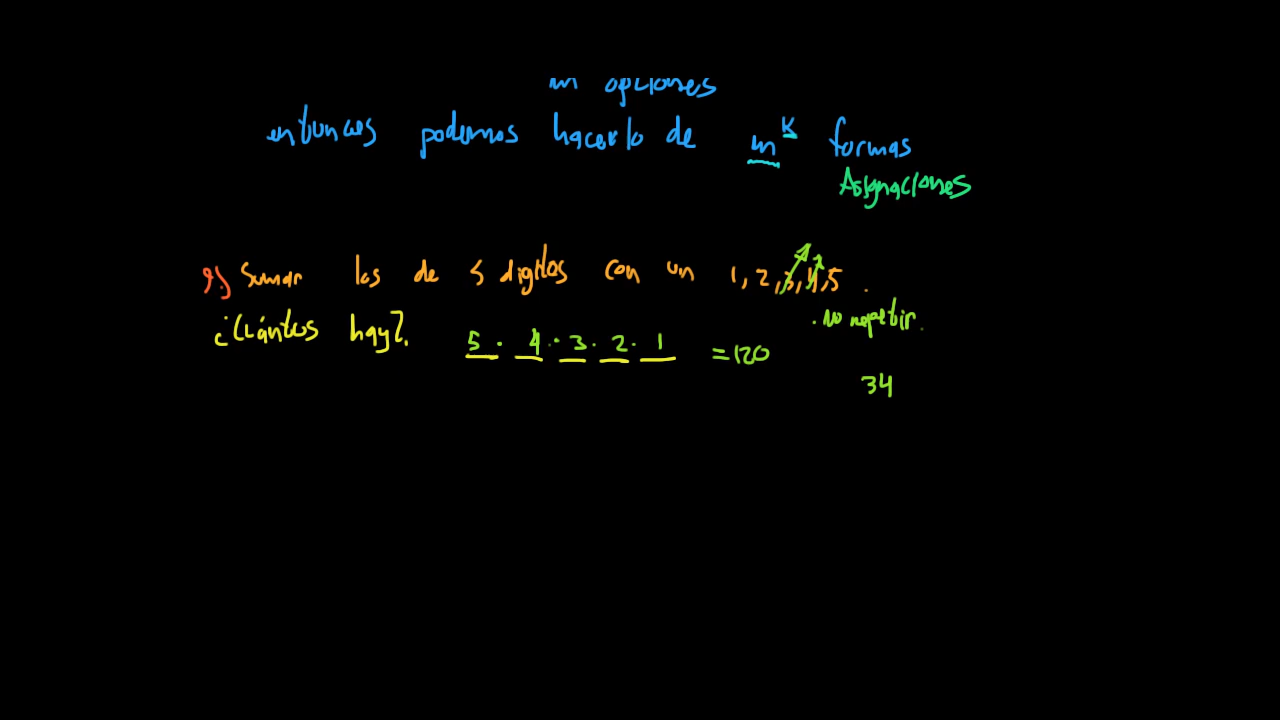 m opciones
entonces podemos hacerlo de m^k formas
Asignaciones
9.) Sumar los de 5 dígitos con un 1, 2, 3, 4, 5 .
. No repetir.
¿Cuántos hay?. 5 . 4 . 3 . 2 . 1 = 120
34